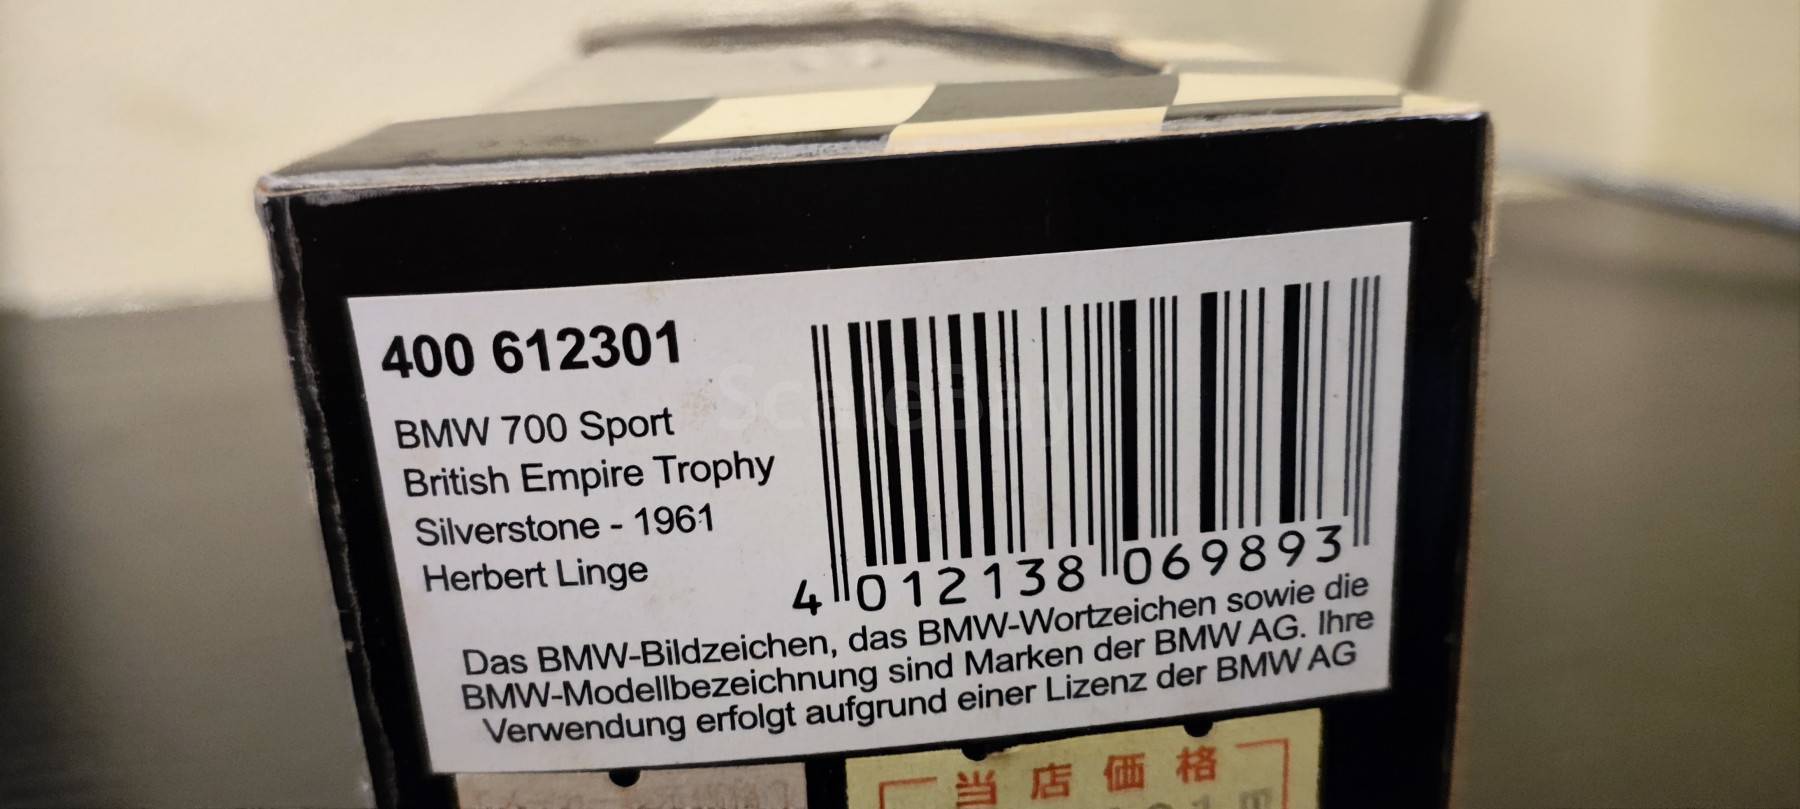 400 612301
BMW 700 Sport
British Empire Trophy
Silverstone - 1961
Herbert Linge
4 012138 069893
Das BMW-Bildzeichen, das BMW-Wortzeichen sowie die
BMW-Modellbezeichnung sind Marken der BMW AG. Ihre
Verwendung erfolgt aufgrund einer Lizenz der BMW AG
ScaleBay
当店価格